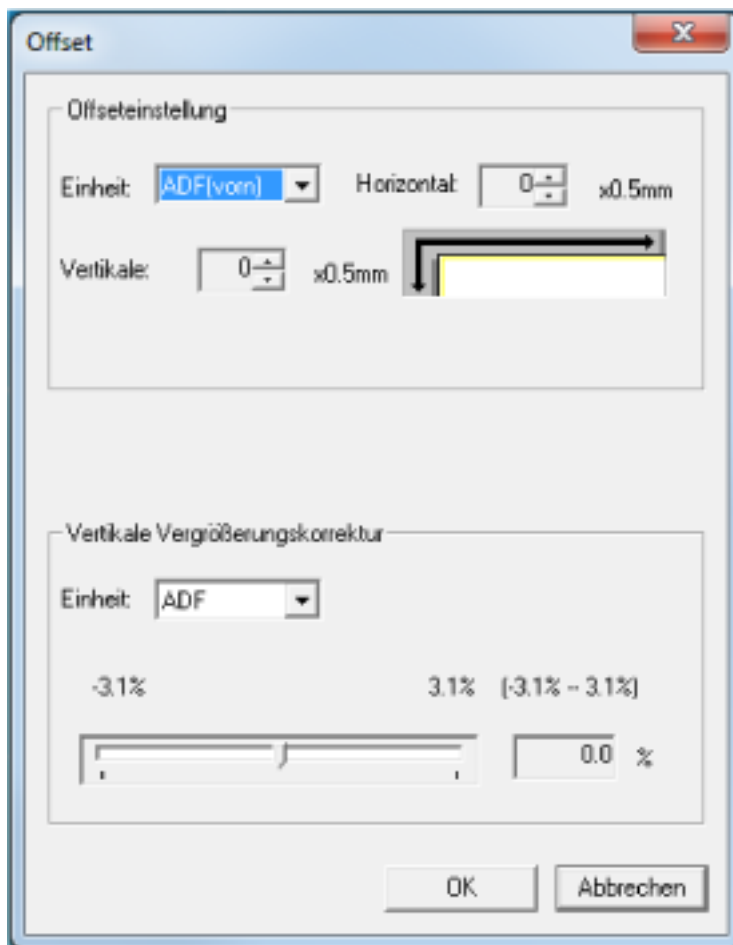 Offset
Offseteinstellung
Einheit: ADF(vorn) Horizontal: 0 x0.5mm
Vertikale: 0 x0.5mm
Vertikale Vergrößerungskorrektur
Einheit: ADF
-3.1% 3.1% (-3.1% -- 3.1%)
0.0 %
OK Abbrechen